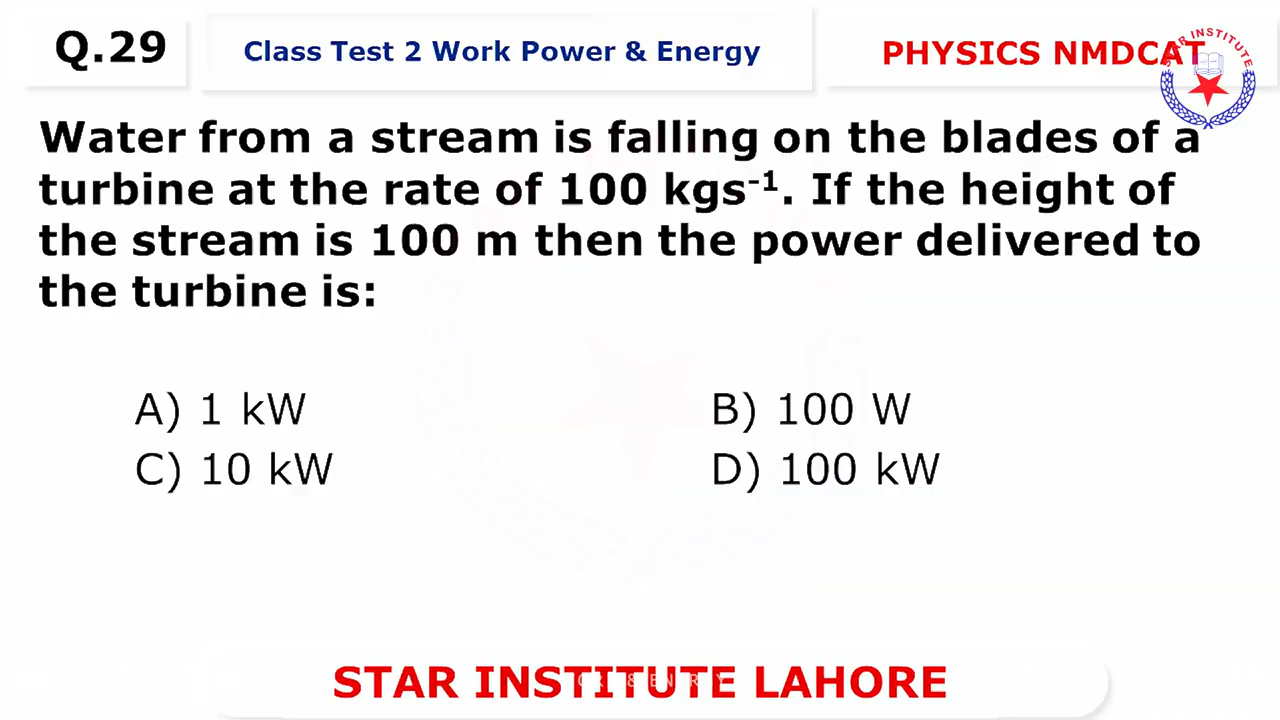 Q.29
Class Test 2 Work Power & Energy
PHYSICS NMDCAT
STAR INSTITUTE
Water from a stream is falling on the blades of a
turbine at the rate of 100 kgs⁻¹. If the height of
the stream is 100 m then the power delivered to
the turbine is:
A) 1 kW
B) 100 W
C) 10 kW
D) 100 kW
STAR INSTITUTE LAHORE